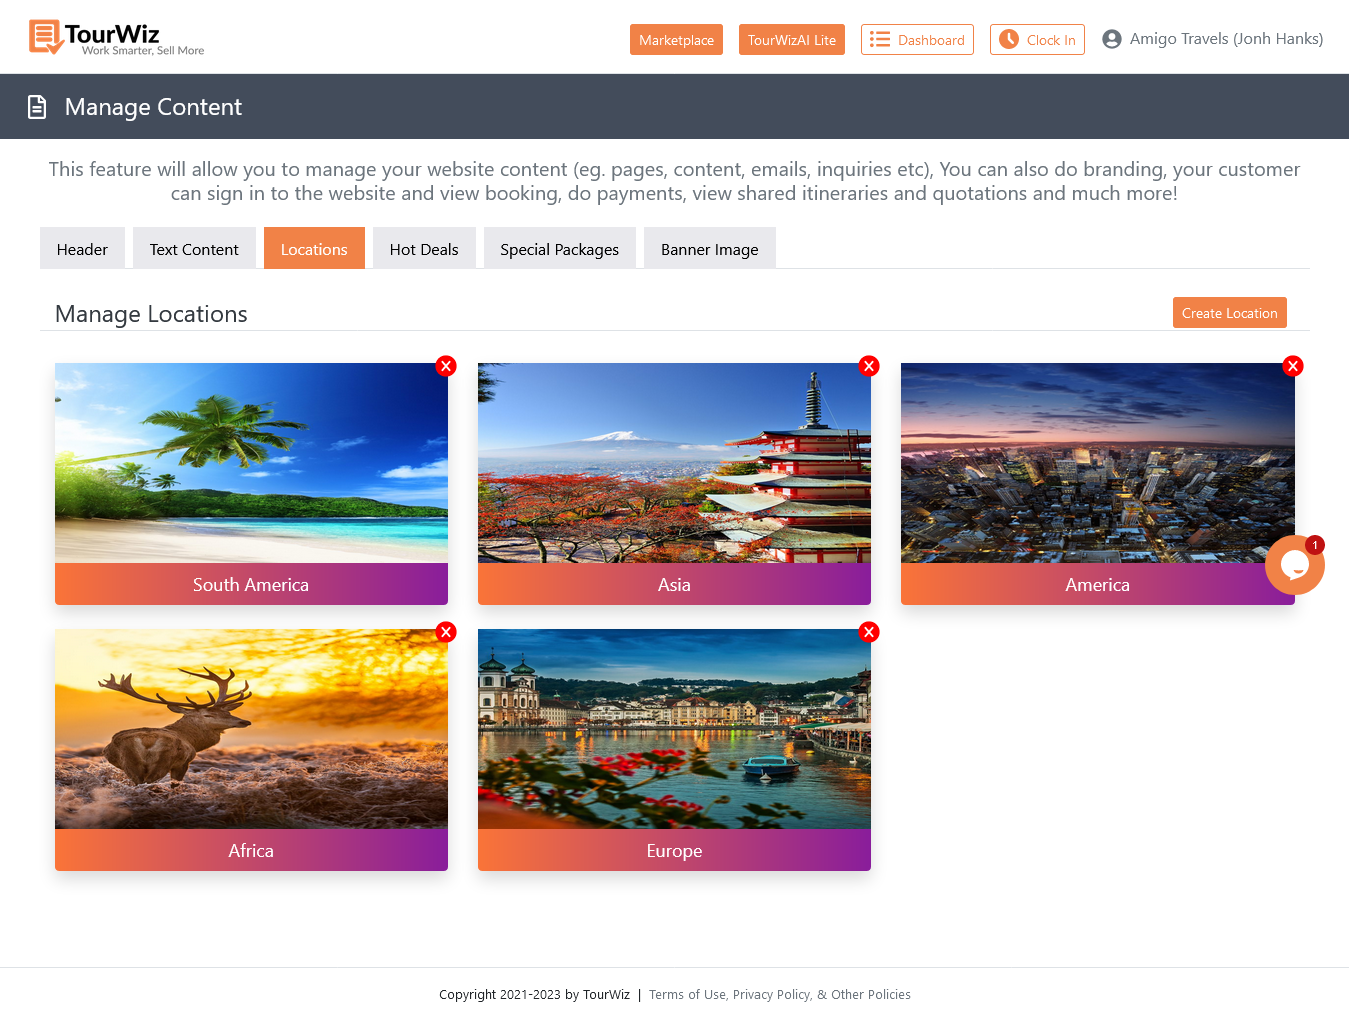 TourWiz
Work Smarter, Sell More
Marketplace
TourWizAI Lite
Dashboard
Clock In
Amigo Travels (Jonh Hanks)
Manage Content
This feature will allow you to manage your website content (eg. pages, content, emails, inquiries etc), You can also do branding, your customer
can sign in to the website and view booking, do payments, view shared itineraries and quotations and much more!
Header
Text Content
Locations
Hot Deals
Special Packages
Banner Image
Manage Locations
Create Location
South America
Asia
America
1
Africa
Europe
Copyright 2021-2023 by TourWiz | Terms of Use, Privacy Policy, & Other Policies